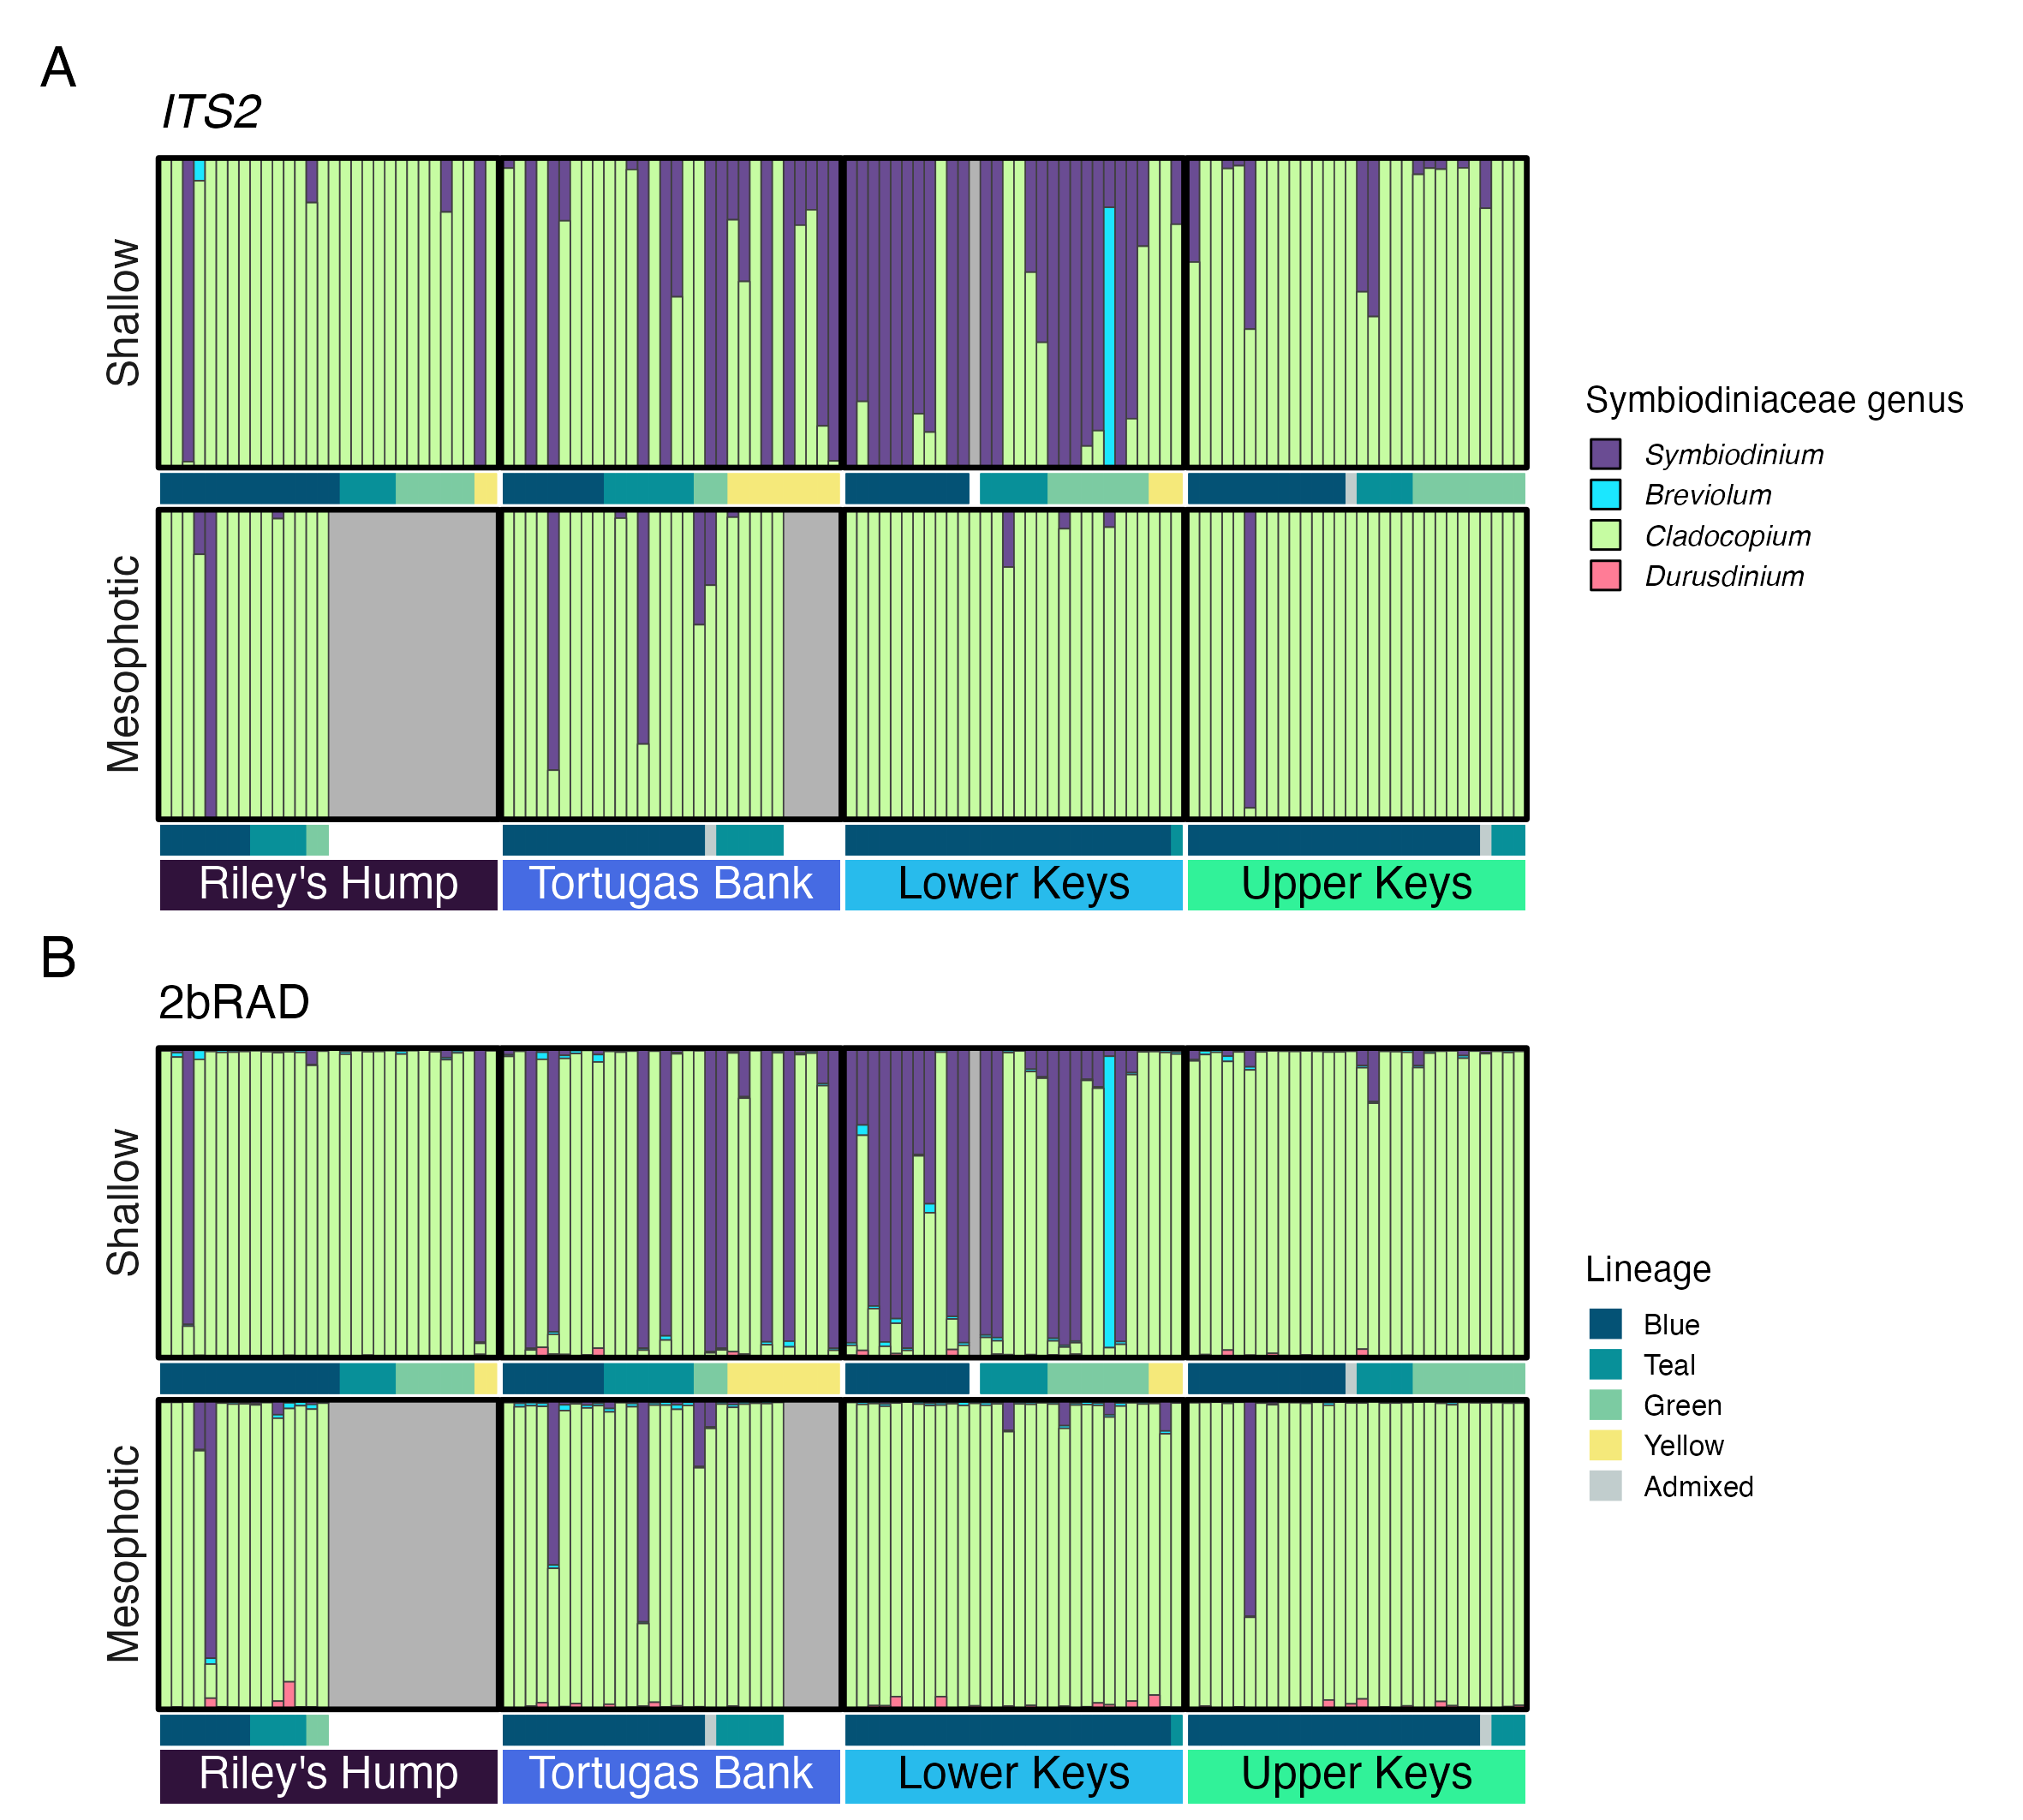 A
ITS2
Shallow
Mesophotic
Riley's Hump
Tortugas Bank
Lower Keys
Upper Keys
Symbiodiniaceae genus
Symbiodinium
Breviolum
Cladocopium
Durusdinium
B
2bRAD
Shallow
Mesophotic
Riley's Hump
Tortugas Bank
Lower Keys
Upper Keys
Lineage
Blue
Teal
Green
Yellow
Admixed